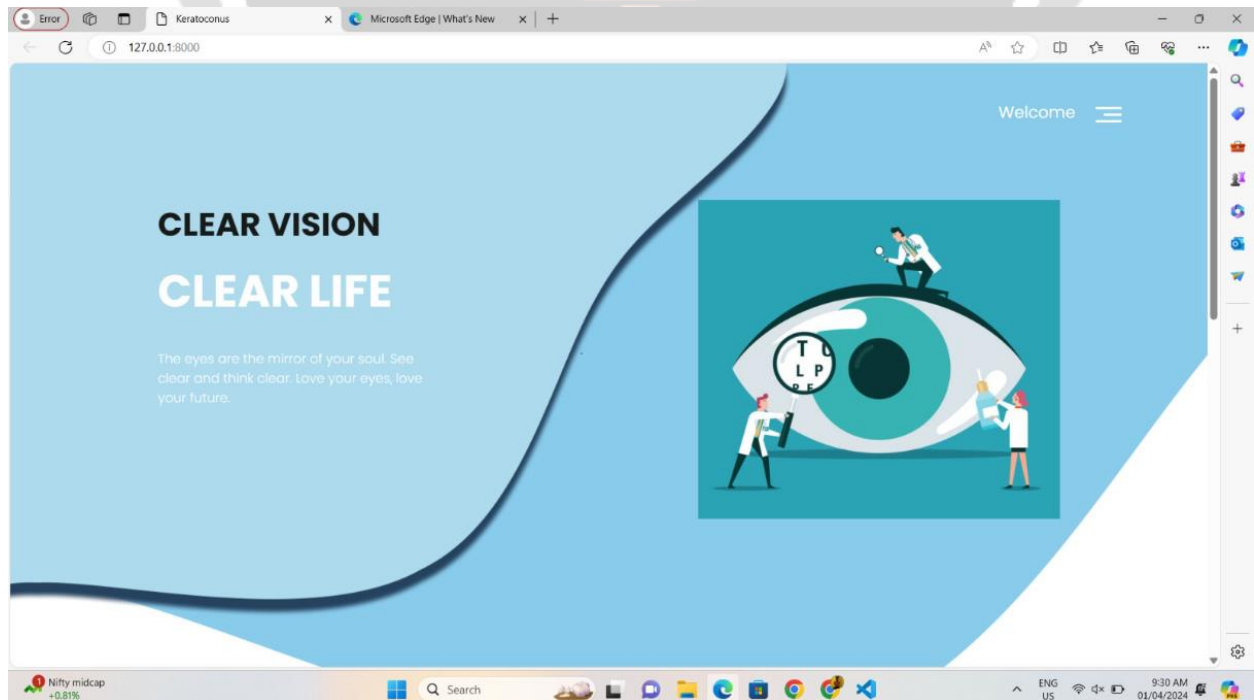 Error
Keratoconus
Microsoft Edge | What's New
127.0.0.1:8000
Welcome
CLEAR VISION
CLEAR LIFE
The eyes are the mirror of your soul. See
clear and think clear. Love your eyes, love
your future.
T
L P
Nifty midcap
+0.81%
1
Search
ENG
US
9:30 AM
01/04/2024